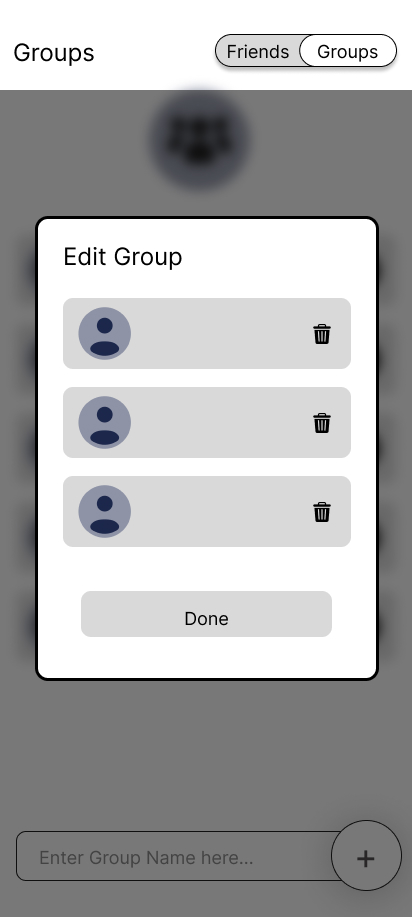 Groups
Friends
Groups
Edit Group
Done
Enter Group Name here...
+